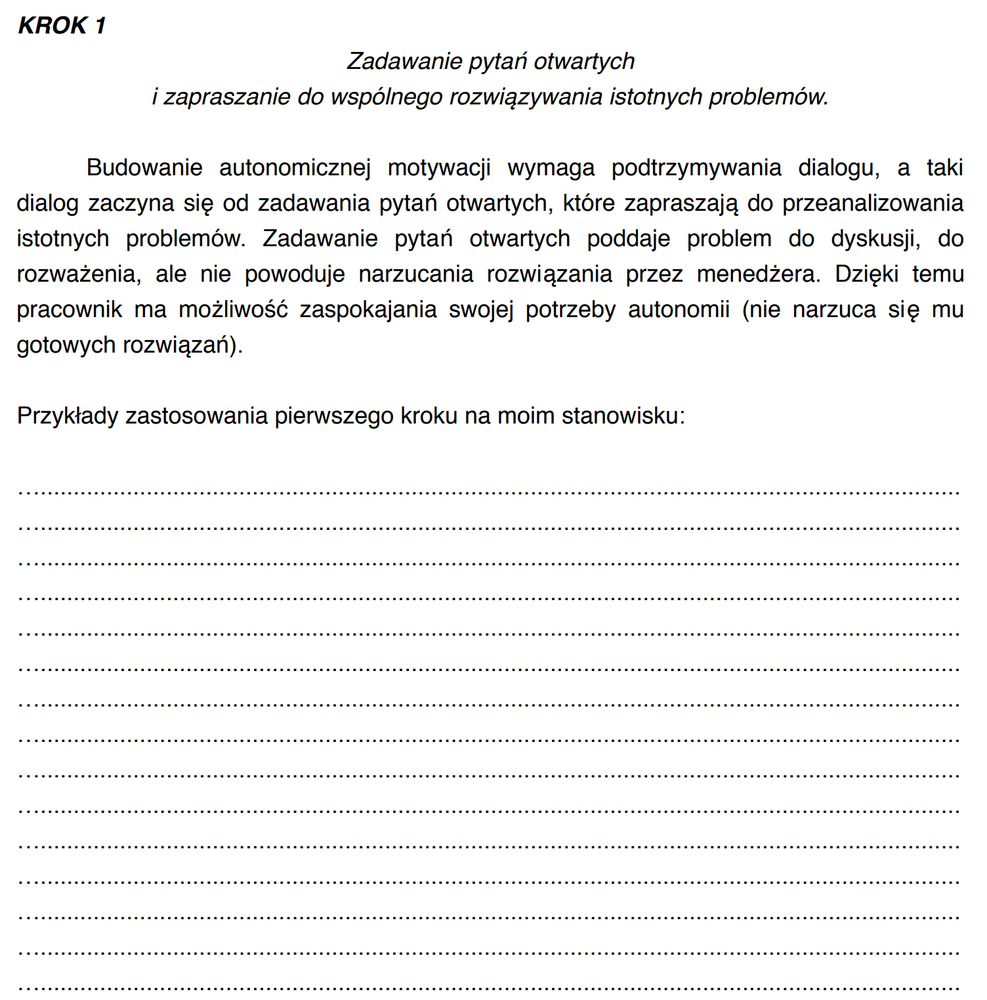 KROK 1
Zadawanie pytań otwartych
i zapraszanie do wspólnego rozwiązywania istotnych problemów.
Budowanie autonomicznej motywacji wymaga podtrzymywania dialogu, a taki
dialog zaczyna się od zadawania pytań otwartych, które zapraszają do przeanalizowania
istotnych problemów. Zadawanie pytań otwartych poddaje problem do dyskusji, do
rozważenia, ale nie powoduje narzucania rozwiązania przez menedżera. Dzięki temu
pracownik ma możliwość zaspokajania swojej potrzeby autonomii (nie narzuca się mu
gotowych rozwiązań).
Przykłady zastosowania pierwszego kroku na moim stanowisku: